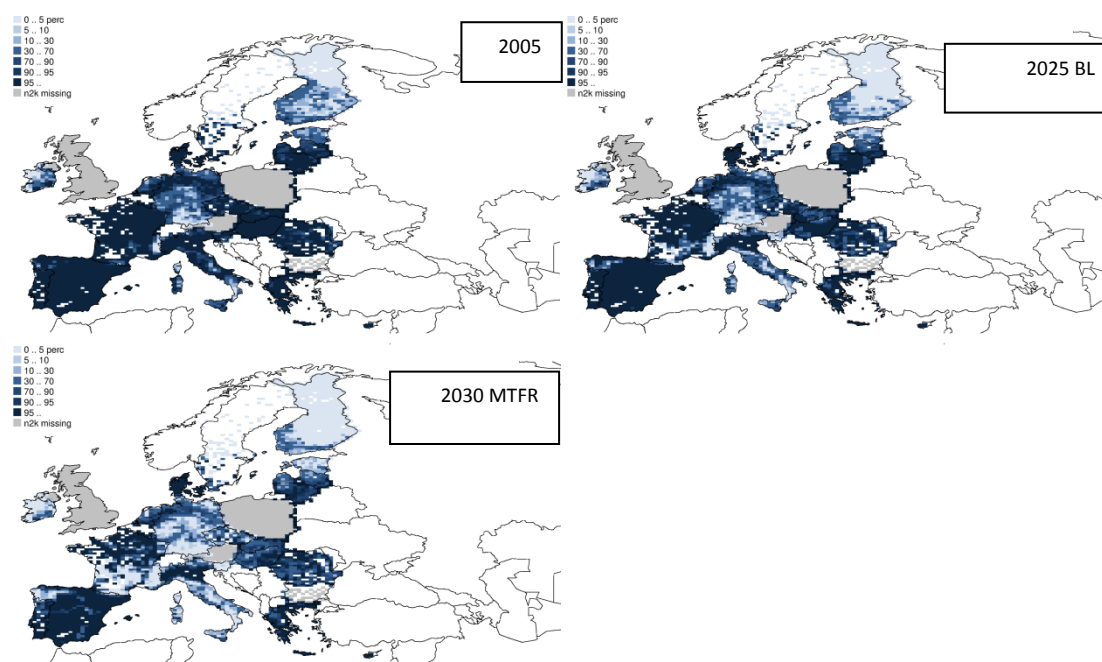 0 .. 5 perc
5 .. 10
10 .. 30
30 .. 70
70 .. 90
90 .. 95
95 ..
n2k missing
2005
0 .. 5 perc
5 .. 10
10 .. 30
30 .. 70
70 .. 90
90 .. 95
95 ..
n2k missing
2025 BL
0 .. 5 perc
5 .. 10
10 .. 30
30 .. 70
70 .. 90
90 .. 95
95 ..
n2k missing
2030 MTFR